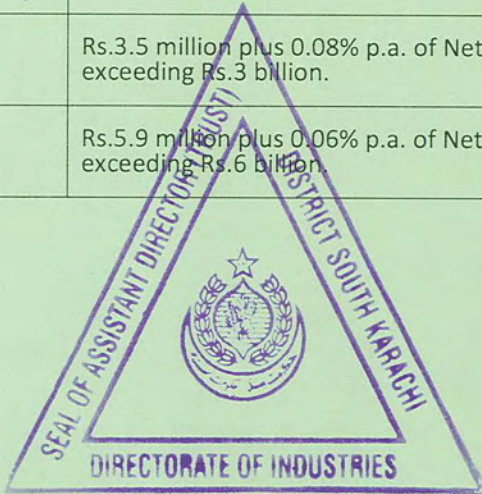 Rs.3.5 million plus 0.08% p.a. of Net
exceeding Rs.3 billion.
Rs.5.9 million plus 0.06% p.a. of Net
exceeding Rs.6 billion.
SEAL OF ASSISTANT DIRECTOR (TRUST)
DISTRICT SOUTH KARACHI
DIRECTORATE OF INDUSTRIES